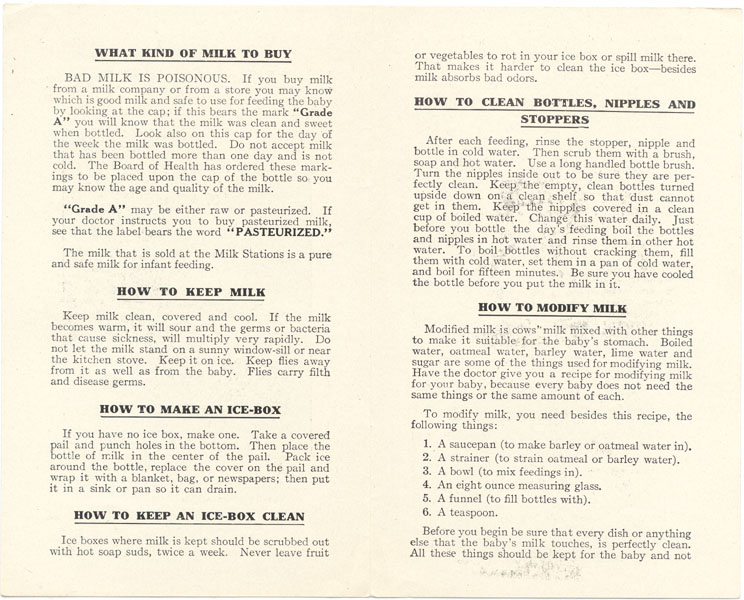 WHAT KIND OF MILK TO BUY
BAD MILK IS POISONOUS. If you buy milk
from a milk company or from a store you may know
which is good milk and safe to use for feeding the baby
by looking at the cap; if this bears the mark "Grade
A" you will know that the milk was clean and sweet
when bottled. Look also on this cap for the day of
the week the milk was bottled. Do not accept milk
that has been bottled more than one day and is not
cold. The Board of Health has ordered these mark-
ings to be placed upon the cap of the bottle so you
may know the age and quality of the milk.
"Grade A" may be either raw or pasteurized. If
your doctor instructs you to buy pasteurized milk,
see that the label bears the word "PASTEURIZED."
The milk that is sold at the Milk Stations is a pure
and safe milk for infant feeding.
HOW TO KEEP MILK
Keep milk clean, covered and cool. If the milk
becomes warm, it will sour and the germs or bacteria
that cause sickness, will multiply very rapidly. Do
not let the milk stand on a sunny window-sill or near
the kitchen stove. Keep it on ice. Keep flies away
from it as well as from the baby. Flies carry filth
and disease germs.
HOW TO MAKE AN ICE-BOX
If you have no ice box, make one. Take a covered
pail and punch holes in the bottom. Then place the
bottle of milk in the center of the pail. Pack ice
around the bottle, replace the cover on the pail and
wrap it with a blanket, bag, or newspapers; then put
it in a sink or pan so it can drain.
HOW TO KEEP AN ICE-BOX CLEAN
Ice boxes where milk is kept should be scrubbed out
with hot soap suds, twice a week. Never leave fruit
or vegetables to rot in your ice box or spill milk there.
That makes it harder to clean the ice box—besides
milk absorbs bad odors.
HOW TO CLEAN BOTTLES, NIPPLES AND
STOPPERS
After each feeding, rinse the stopper, nipple and
bottle in cold water. Then scrub them with a brush,
soap and hot water. Use a long handled bottle brush.
Turn the nipples inside out to be sure they are per-
fectly clean. Keep the empty, clean bottles turned
upside down on a clean shelf so that dust cannot
get in them. Keep the nipples covered in a clean
cup of boiled water. Change this water daily. Just
before you bottle the day's feeding boil the bottles
and nipples in hot water and rinse them in other hot
water. To boil bottles without cracking them, fill
them with cold water, set them in a pan of cold water,
and boil for fifteen minutes. Be sure you have cooled
the bottle before you put the milk in it.
HOW TO MODIFY MILK
Modified milk is cows' milk mixed with other things
to make it suitable for the baby's stomach. Boiled
water, oatmeal water, barley water, lime water and
sugar are some of the things used for modifying milk.
Have the doctor give you a recipe for modifying milk
for your baby, because every baby does not need the
same things or the same amount of each.
To modify milk, you need besides this recipe, the
following things:
1. A saucepan (to make barley or oatmeal water in).
2. A strainer (to strain oatmeal or barley water).
3. A bowl (to mix feedings in).
4. An eight ounce measuring glass.
5. A funnel (to fill bottles with).
6. A teaspoon.
Before you begin be sure that every dish or anything
else that the baby's milk touches, is perfectly clean.
All these things should be kept for the baby and not